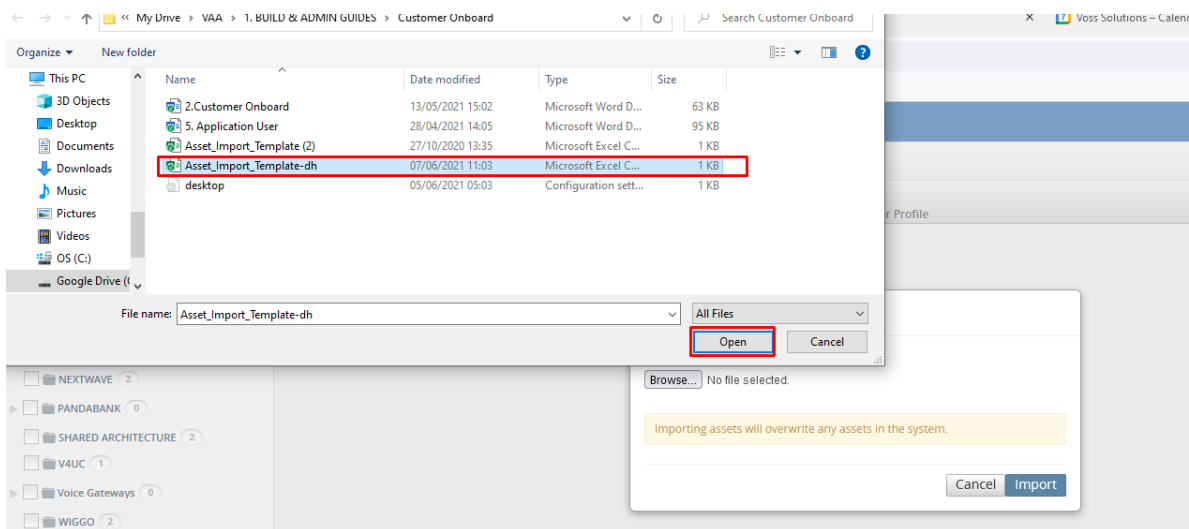 « My Drive › VAA › 1. BUILD & ADMIN GUIDES › Customer Onboard
Search Customer Onboard
Voss Solutions – Calend
Organize
New folder
This PC
3D Objects
Desktop
Documents
Downloads
Music
Pictures
Videos
OS (C:)
Google Drive (
Name Date modified Type Size
2.Customer Onboard 13/05/2021 15:02 Microsoft Word D... 63 KB
5. Application User 28/04/2021 14:05 Microsoft Word D... 95 KB
Asset_Import_Template (2) 27/10/2020 13:35 Microsoft Excel C... 1 KB
Asset_Import_Template-dh 07/06/2021 11:03 Microsoft Excel C... 1 KB
desktop 05/06/2021 05:03 Configuration sett... 1 KB
r Profile
File name: Asset_Import_Template-dh
All Files
Open Cancel
NEXTWAVE 2
PANDABANK 0
SHARED ARCHITECTURE 2
V4UC 1
Voice Gateways 0
WIGGO 2
Browse... No file selected.
Importing assets will overwrite any assets in the system.
Cancel Import